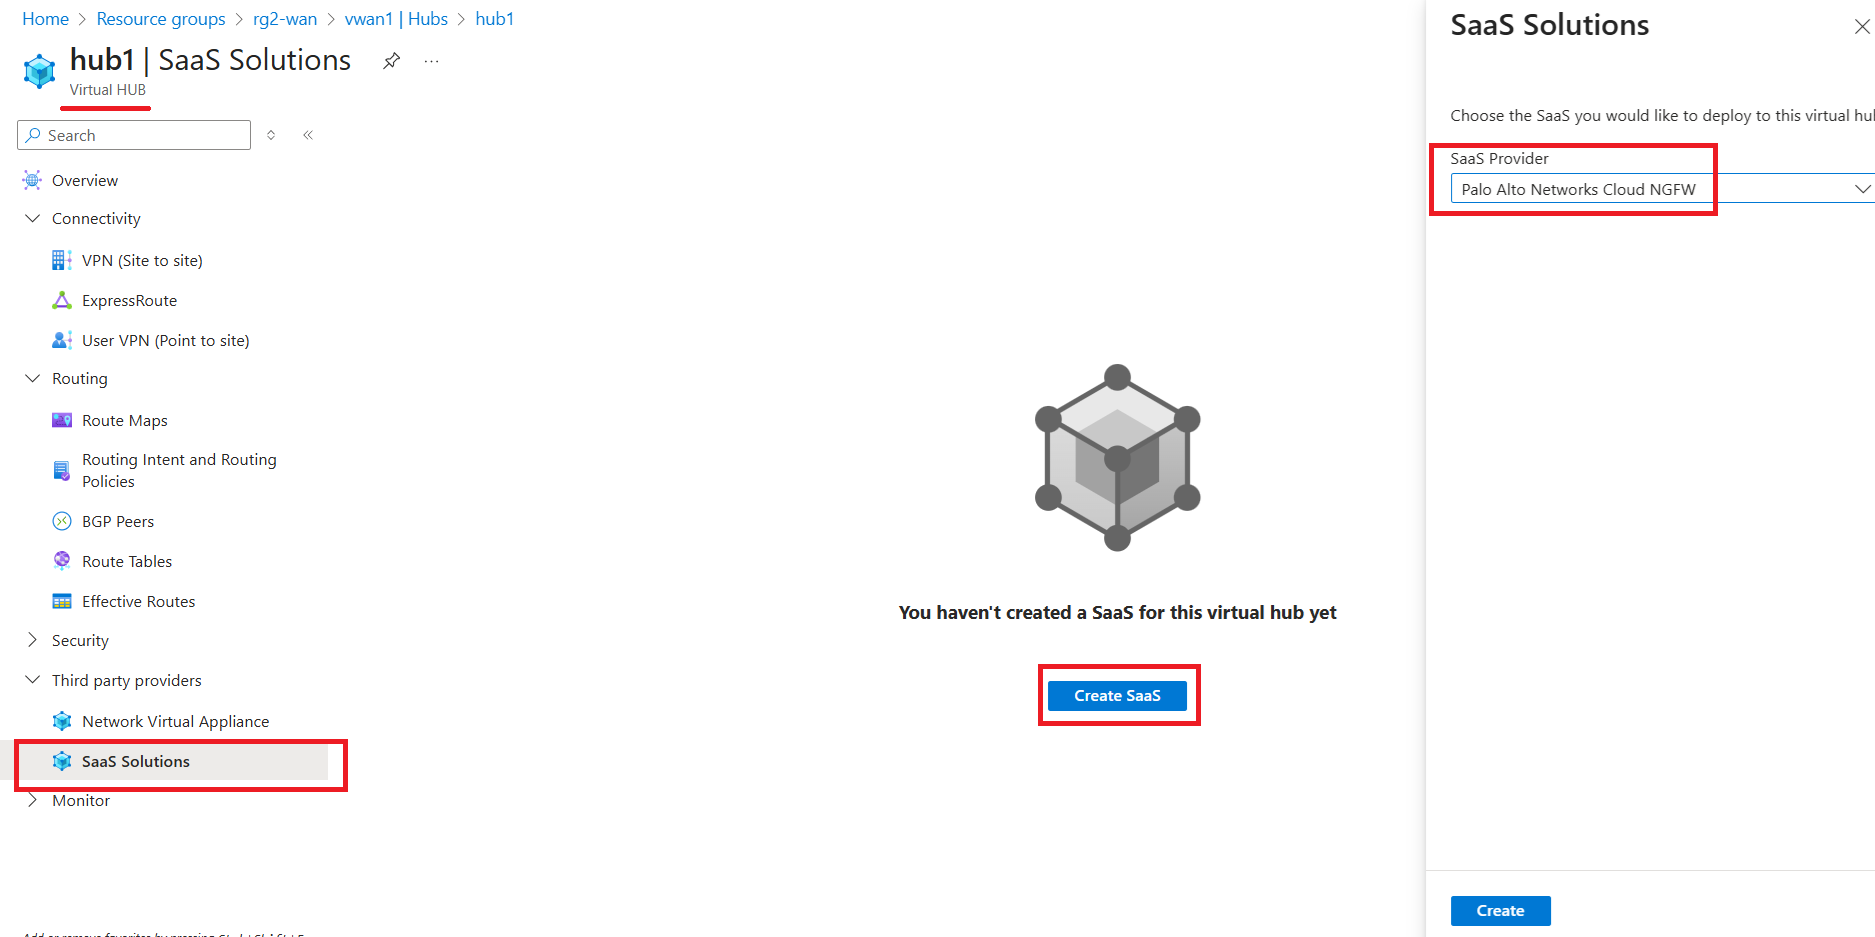 Home > Resource groups > rg2-wan > vwan1 | Hubs > hub1
hub1 | SaaS Solutions
Virtual HUB
Search
Overview
Connectivity
VPN (Site to site)
ExpressRoute
User VPN (Point to site)
Routing
Route Maps
Routing Intent and Routing
Policies
BGP Peers
Route Tables
Effective Routes
Security
Third party providers
Network Virtual Appliance
SaaS Solutions
Monitor
You haven't created a SaaS for this virtual hub yet
Create SaaS
SaaS Solutions
Choose the SaaS you would like to deploy to this virtual
SaaS Provider
Palo Alto Networks Cloud NGFW
Create